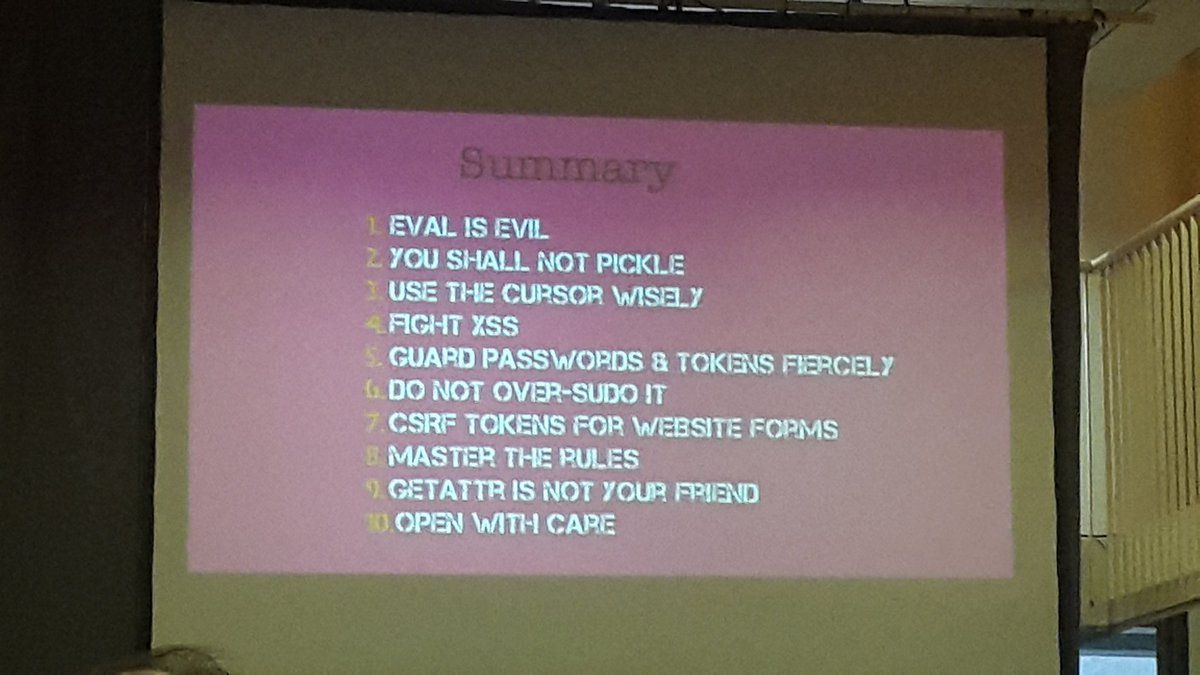 Summary
1. EVAL IS EVIL
2. YOU SHALL NOT PICKLE
3. USE THE CURSOR WISELY
4. FIGHT XSS
5. GUARD PASSWORDS & TOKENS FIERCELY
6. DO NOT OVER-SUDO IT
7. CSRF TOKENS FOR WEBSITE FORMS
8. MASTER THE RULES
9. GETATTR IS NOT YOUR FRIEND
10. OPEN WITH CARE